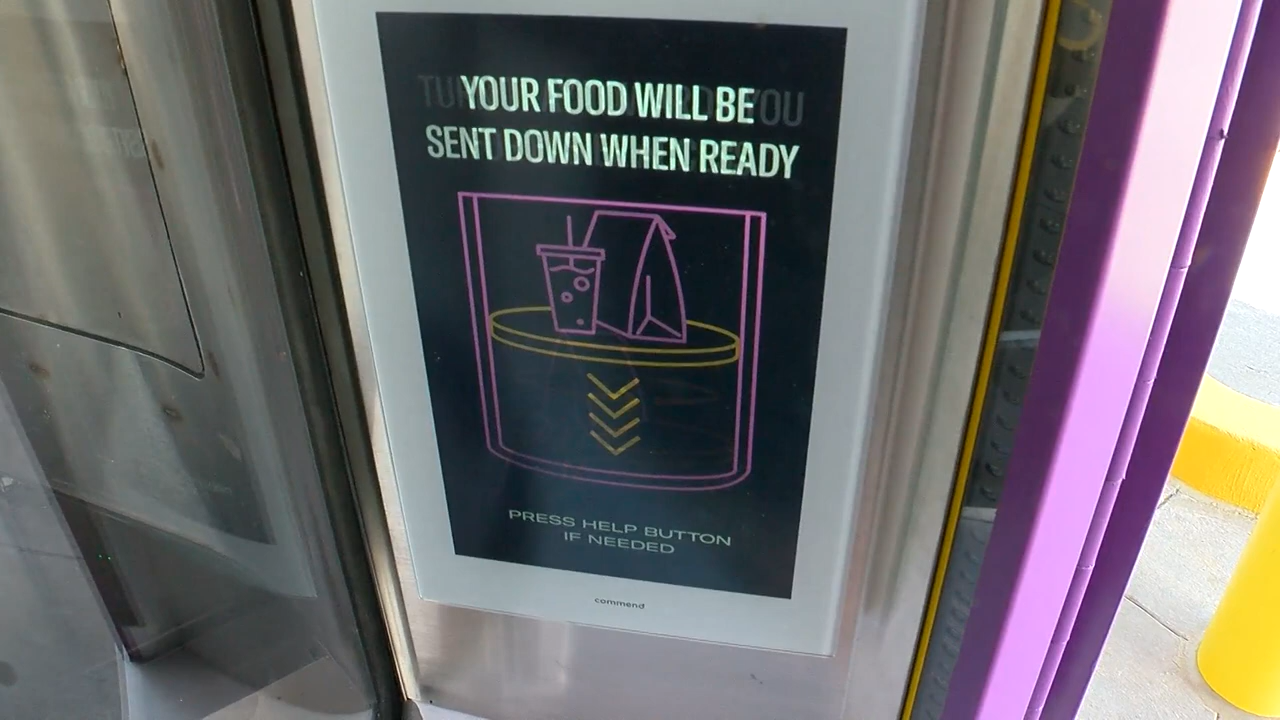 YOUR FOOD WILL BE
SENT DOWN WHEN READY
PRESS HELP BUTTON
IF NEEDED
commend